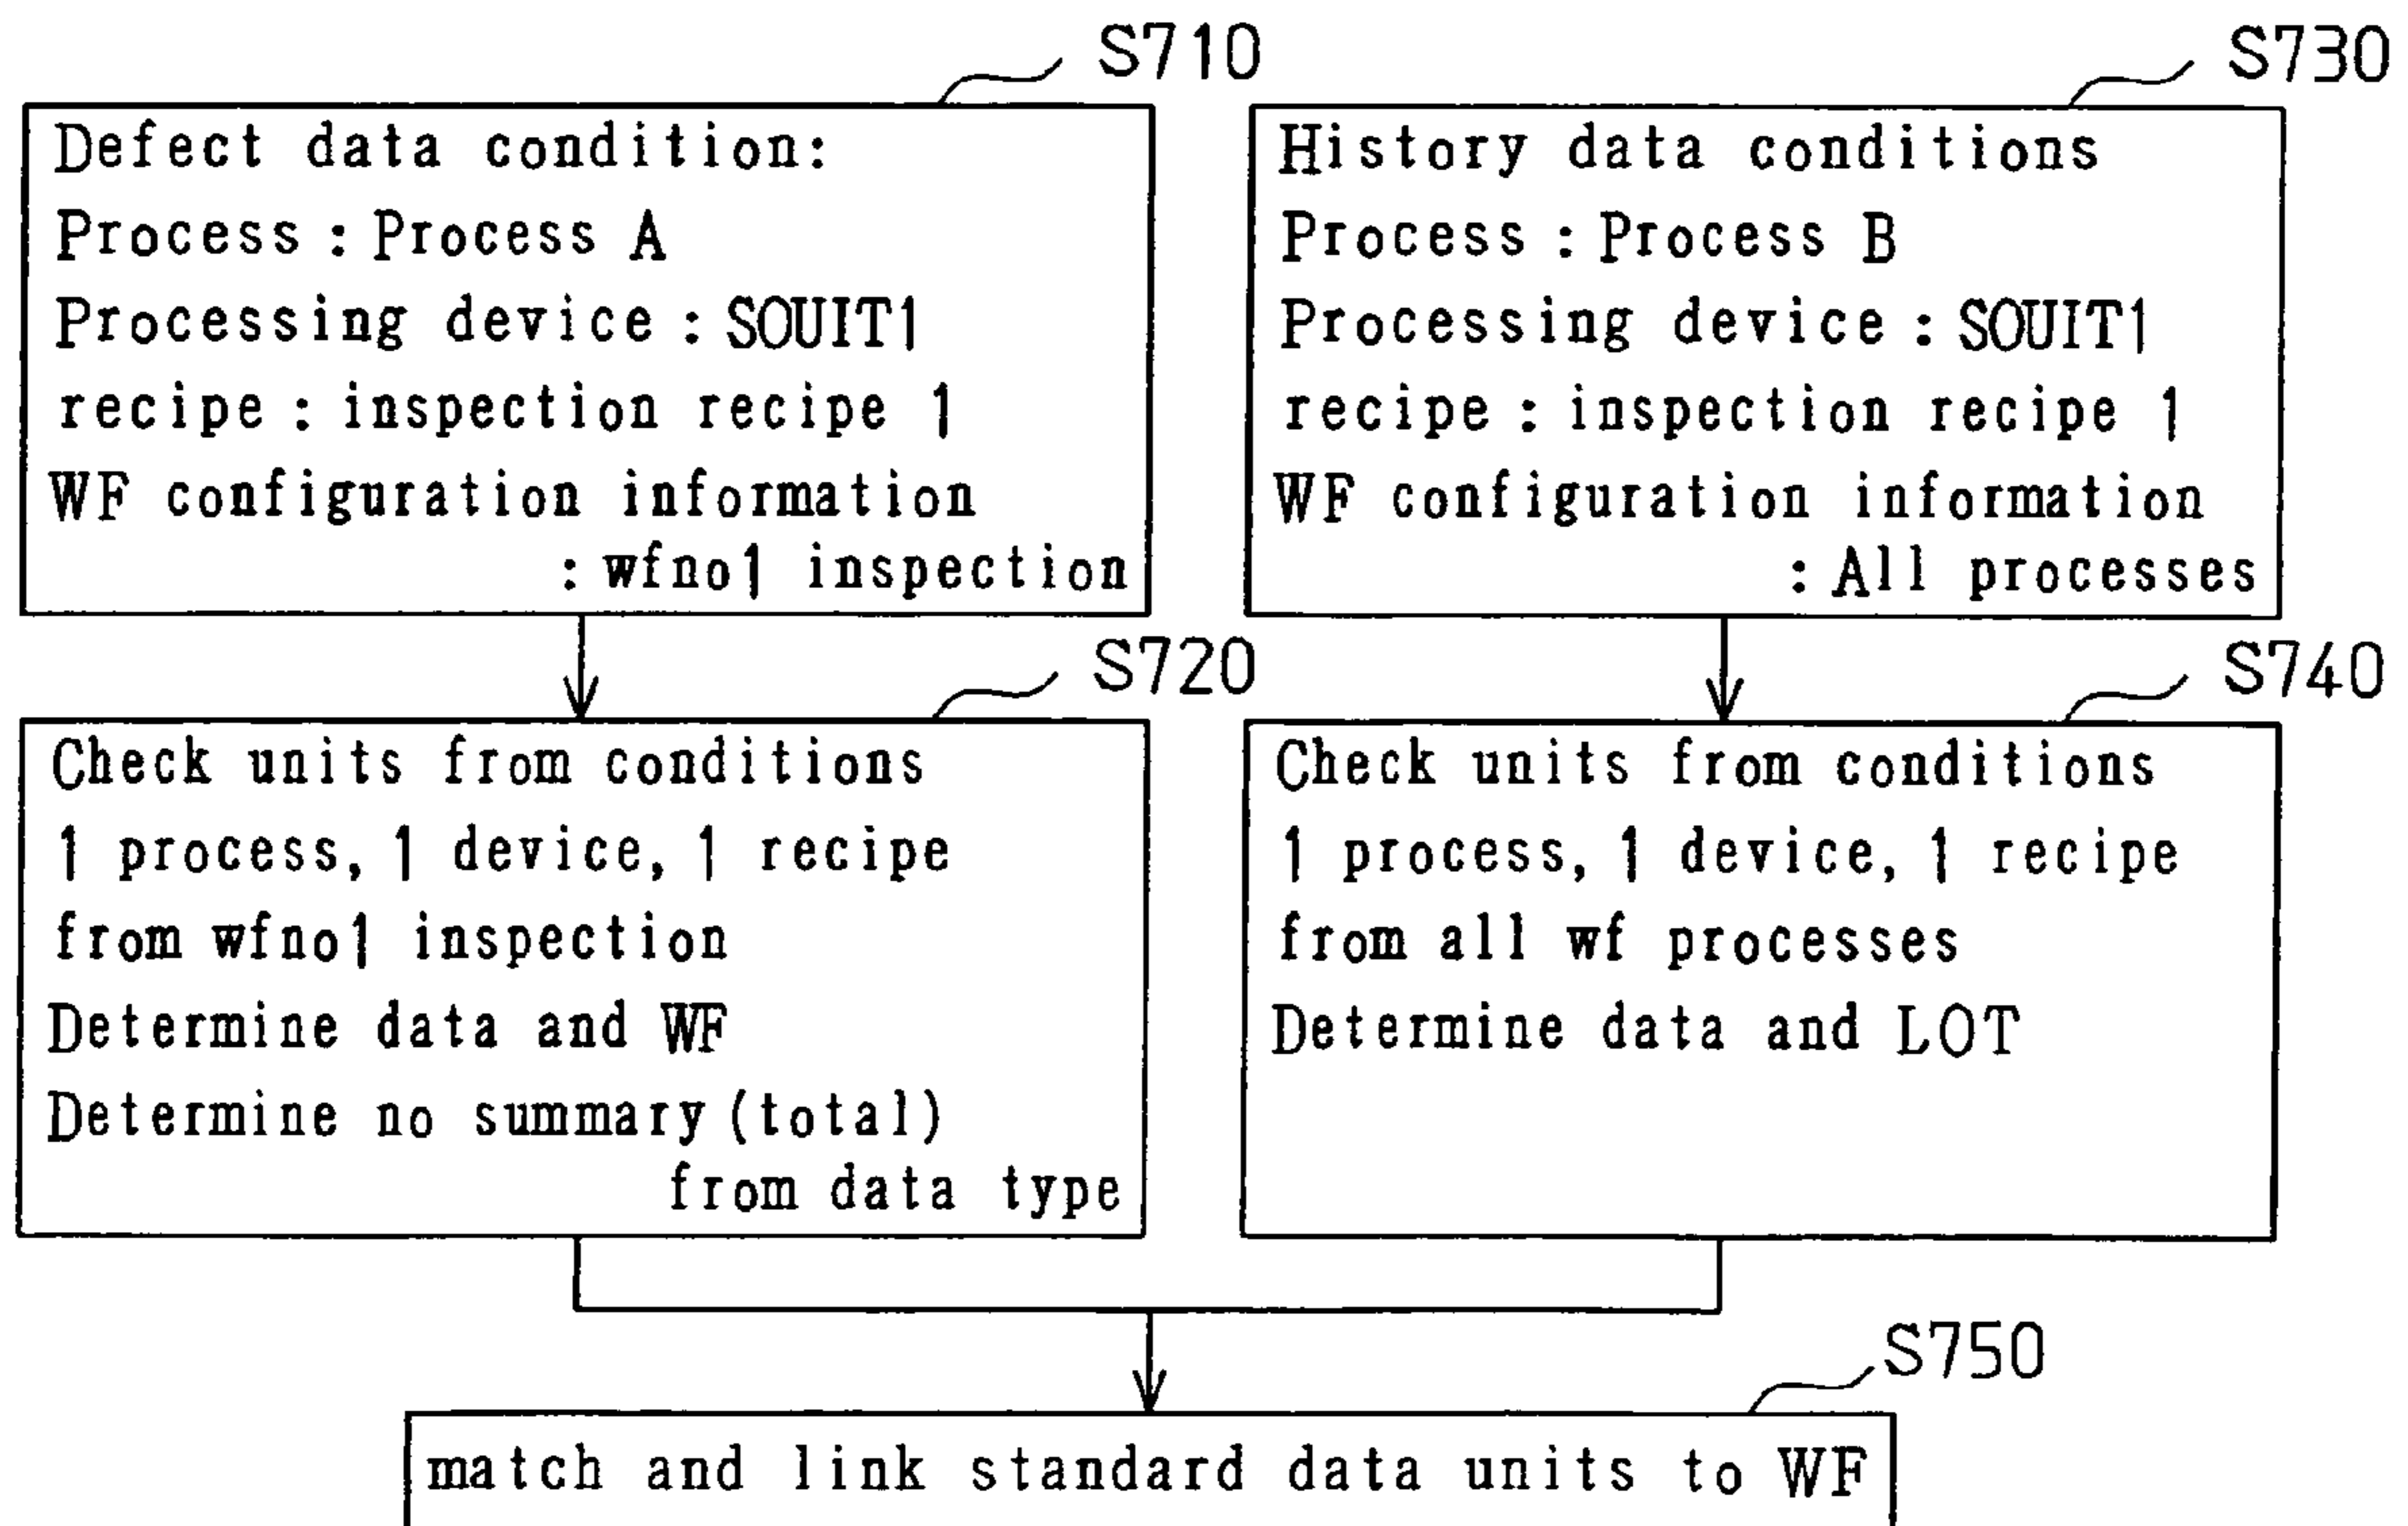 S710
Defect data condition:
Process : Process A
Processing device : SOUIT1
recipe : inspection recipe 1
WF configuration information
: wfno1 inspection
S730
History data conditions
Process : Process B
Processing device : SOUIT1
recipe : inspection recipe 1
WF configuration information
: All processes
S720
Check units from conditions
1 process, 1 device, 1 recipe
from wfno1 inspection
Determine data and WF
Determine no summary (total)
from data type
S740
Check units from conditions
1 process, 1 device, 1 recipe
from all wf processes
Determine data and LOT
S750
match and link standard data units to WF